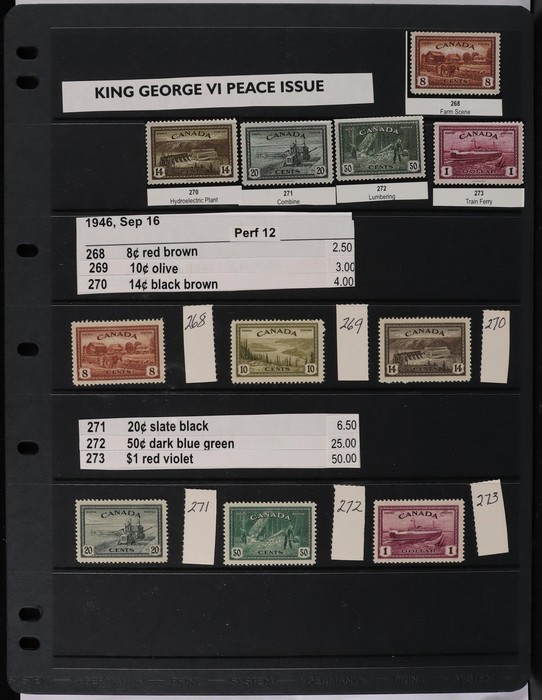 CANADA
8 8
CENTS
268
Farm Scene
KING GEORGE VI PEACE ISSUE
CANADA
14 14
CENTS
CANADA
20 20
CENTS
CANADA
50 50
CENTS
CANADA
1 1
DOLLAR
270
Hydroelectric Plant
271
Combine
272
Lumbering
273
Train Ferry
1946, Sep 16
Perf 12
268 8¢ red brown 2.50
269 10¢ olive 3.00
270 14¢ black brown 4.00
CANADA
8 8
CENTS
268
CANADA
10 10
CENTS
269
CANADA
14 14
CENTS
270
271 20¢ slate black 6.50
272 50¢ dark blue green 25.00
273 $1 red violet 50.00
CANADA
20 20
CENTS
271
CANADA
50 50
CENTS
272
CANADA
1 1
DOLLAR
273